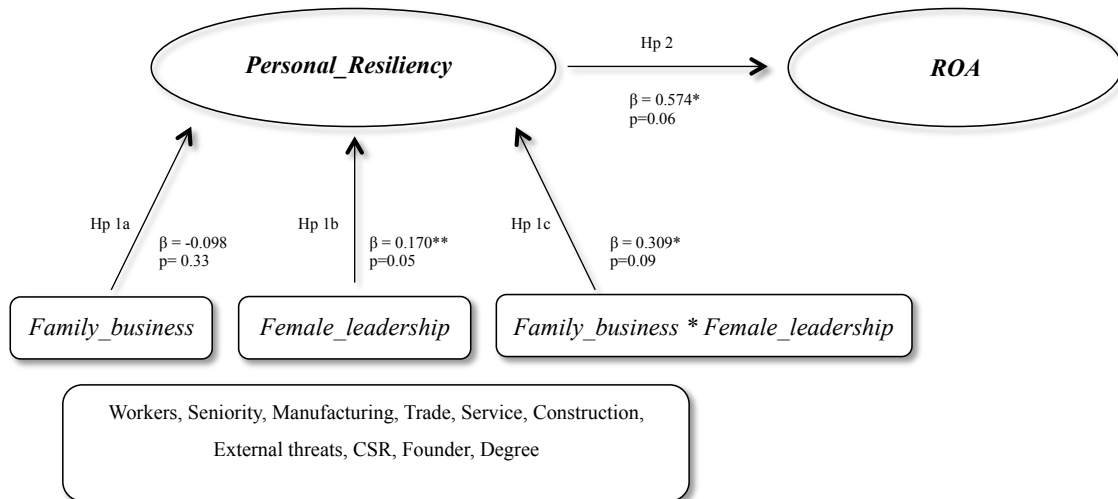 Personal_Resiliency
Hp 2
ROA
β = 0.574*
p=0.06
Hp 1a
β = -0.098
p= 0.33
Hp 1b
β = 0.170**
p=0.05
Hp 1c
β = 0.309*
p=0.09
Family_business
Female_leadership
Family_business * Female_leadership
Workers, Seniority, Manufacturing, Trade, Service, Construction,
External threats, CSR, Founder, Degree